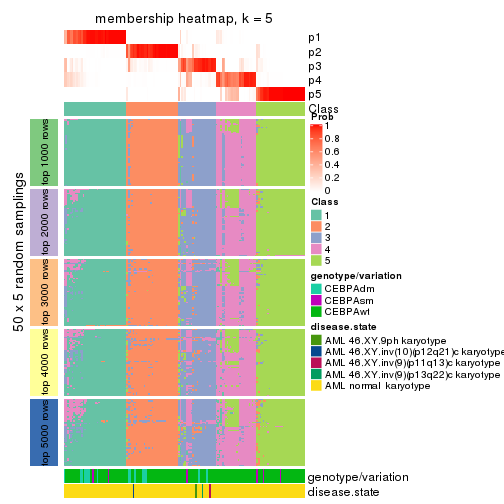 membership heatmap, k = 5
p1
p2
p3
p4
p5
Class
50 x 5 random samplings
top 1000 rows
top 2000 rows
top 3000 rows
top 4000 rows
top 5000 rows
Prob
1
0.8
0.6
0.4
0.2
0
Class
1
2
3
4
5
genotype/variation
CEBPAdm
CEBPAsm
CEBPAwt
disease.state
AML 46.XY.9ph karyotype
AML 46.XY.inv(10)(p12q21)c karyotype
AML 46.XY.inv(9)(p11q13)c karyotype
AML 46.XY.inv(9)(p13q22)c karyotype
AML normal karyotype
genotype/variation
disease.state